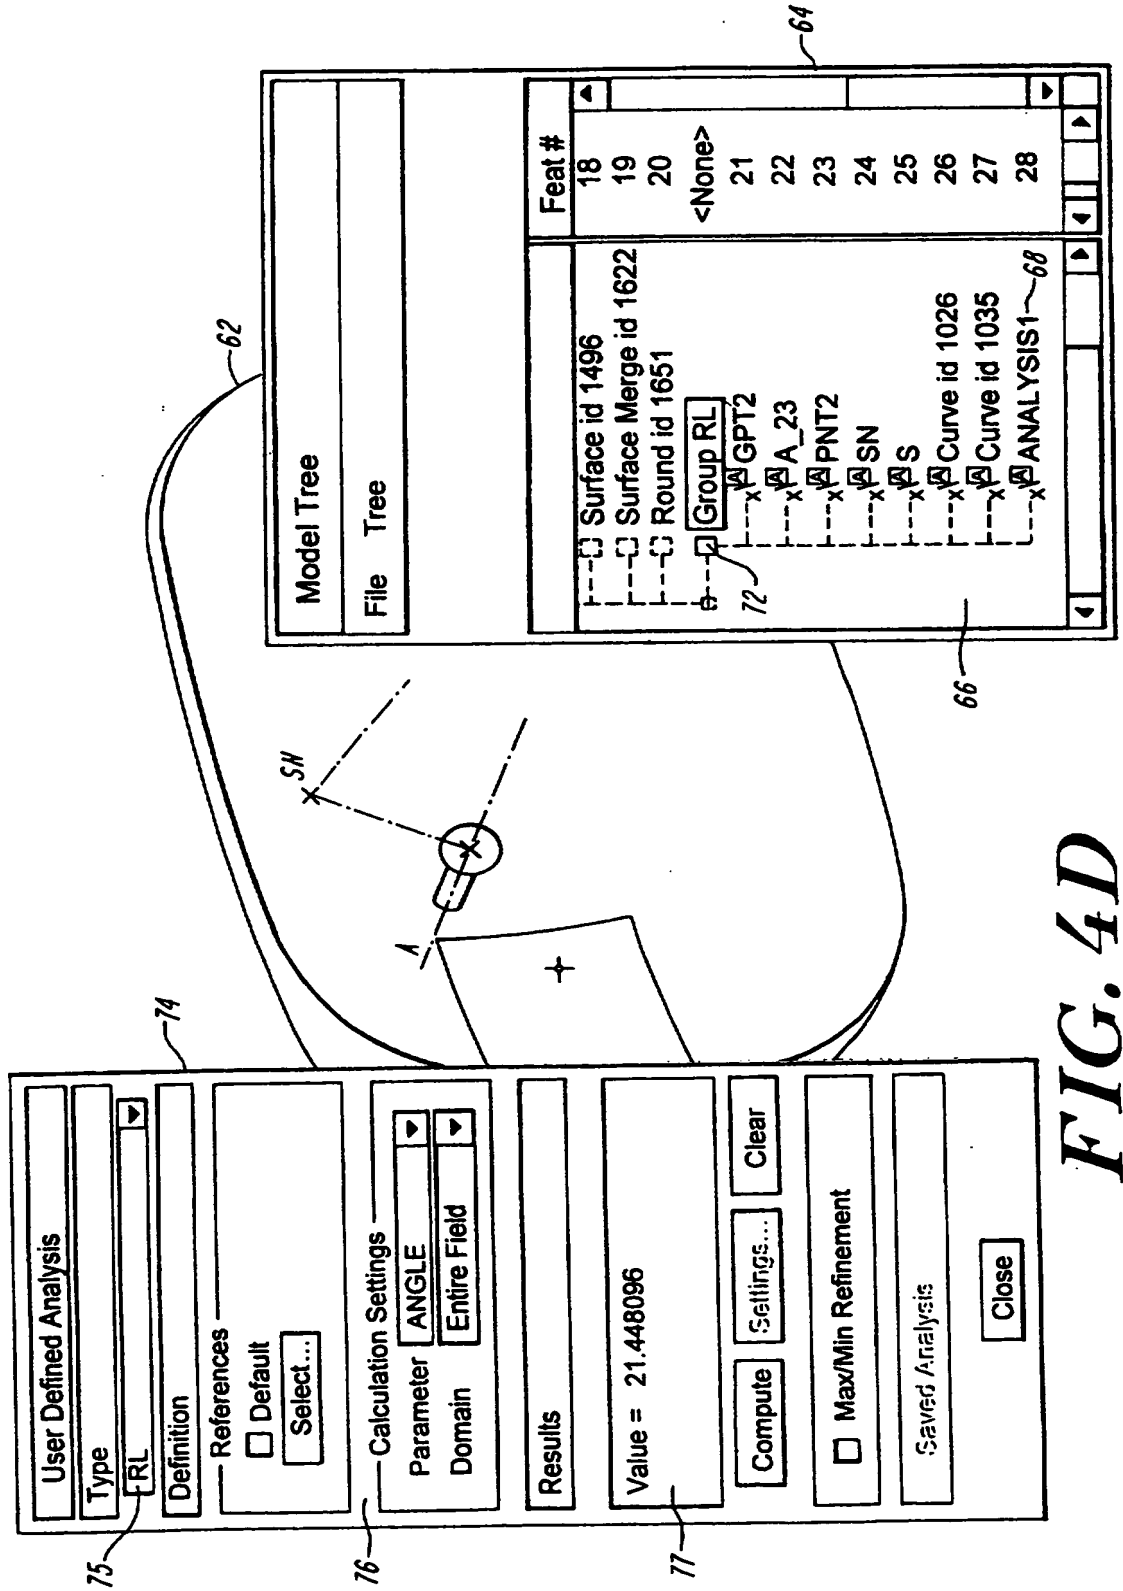 User Defined Analysis
Type
RL
Definition
References
Default
Select...
Calculation Settings
Parameter ANGLE
Domain Entire Field
Results
Value = 21.448096
Compute Settings... Clear
Max/Min Refinement
Saved Analysis
Close
74
75
76
77
A
SN
62
Model Tree
File Tree
Feat #
Surface id 1496 18
Surface Merge id 1622 19
Round id 1651 20
Group RL <None>
A GPT2 21
A A_23 22
A PNT2 23
A SN 24
A S 25
A Curve id 1026 26
A Curve id 1035 27
A ANALYSIS1 28
72
68
66
64
FIG. 4D